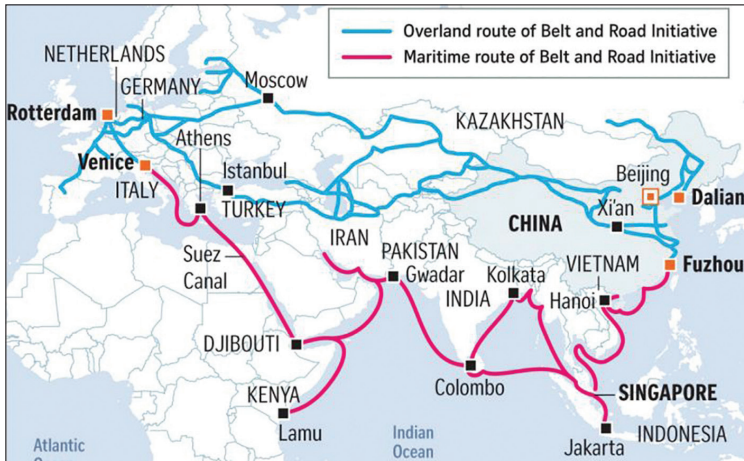 Overland route of Belt and Road Initiative
Maritime route of Belt and Road Initiative
NETHERLANDS
GERMANY
Moscow
Rotterdam
KAZAKHSTAN
Athens
Venice
Istanbul
Beijing
ITALY
TURKEY
Xi'an
Dalian
CHINA
IRAN
Suez
Canal
PAKISTAN
Gwadar
Kolkata
VIETNAM
Fuzhou
INDIA
Hanoi
DJIBOUTI
KENYA
Colombo
SINGAPORE
Lamu
Indian
Ocean
Jakarta
INDONESIA
Atlantic